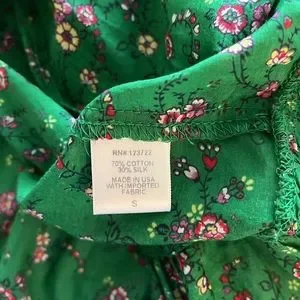 RN# 123722
70% COTTON
30% SILK
MADE IN USA
WITH IMPORTED
FABRIC
S